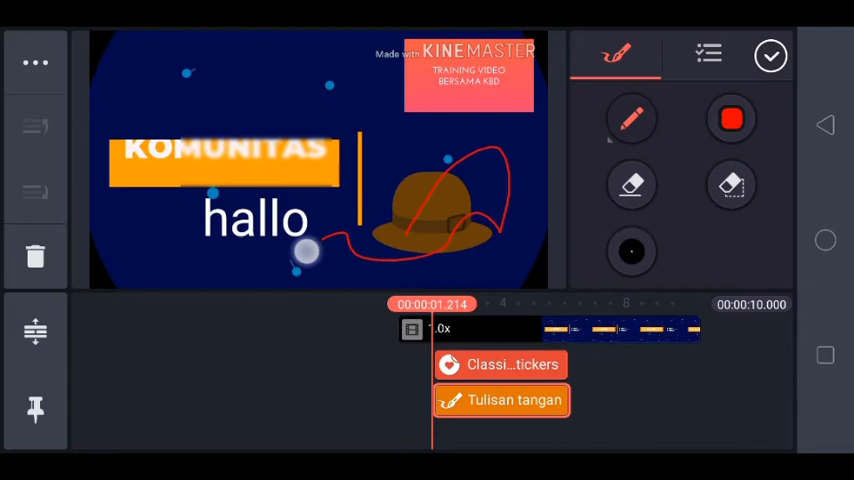 Made with KINEMASTER
TRAINING VIDEO
BERSAMA KBD
KOMUNITAS
hallo
00:00:01.214
4
8
00:00:10.000
1.0x
Classi...tickers
Tulisan tangan